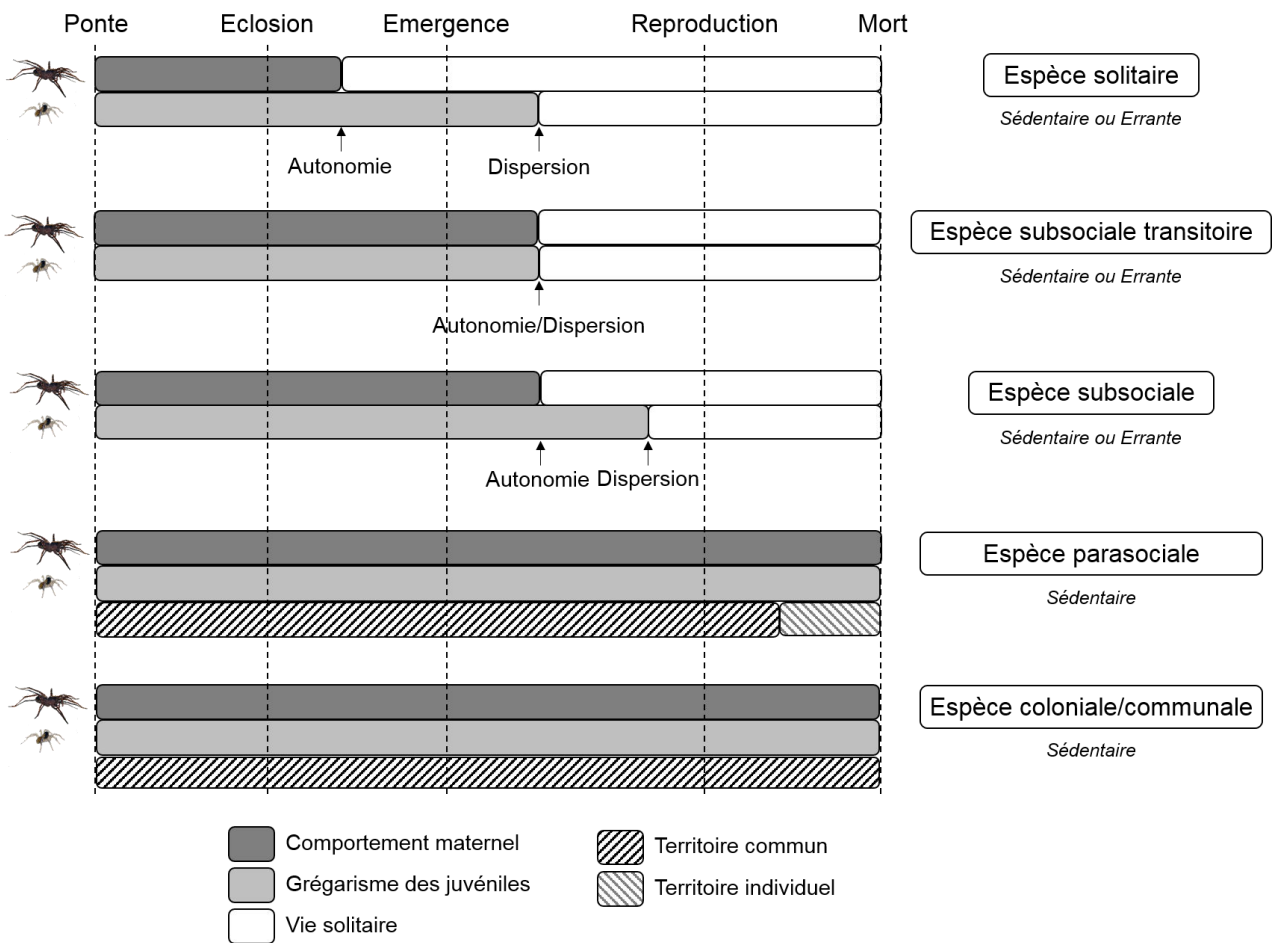 Ponte Eclosion Emergence Reproduction Mort
Espèce solitaire
Sédentaire ou Errante
Autonomie Dispersion
Espèce subsociale transitoire
Sédentaire ou Errante
Autonomie/Dispersion
Espèce subsociale
Sédentaire ou Errante
Autonomie Dispersion
Espèce parasociale
Sédentaire
Espèce coloniale/communale
Sédentaire
Comportement maternel
Grégarisme des juvéniles
Vie solitaire
Territoire commun
Territoire individuel